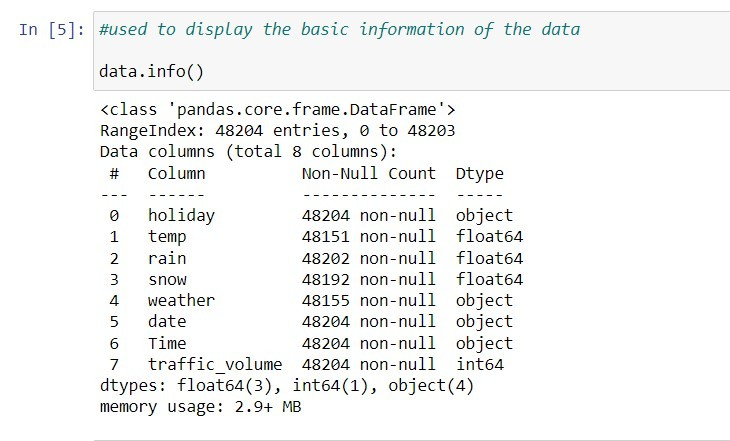 In [5]: #used to display the basic information of the data
data.info()
<class 'pandas.core.frame.DataFrame'>
RangeIndex: 48204 entries, 0 to 48203
Data columns (total 8 columns):
 #   Column          Non-Null Count  Dtype
---  ------          --------------  -----
 0   holiday         48204 non-null  object
 1   temp            48151 non-null  float64
 2   rain            48202 non-null  float64
 3   snow            48192 non-null  float64
 4   weather         48155 non-null  object
 5   date            48204 non-null  object
 6   Time            48204 non-null  object
 7   traffic_volume  48204 non-null  int64
dtypes: float64(3), int64(1), object(4)
memory usage: 2.9+ MB